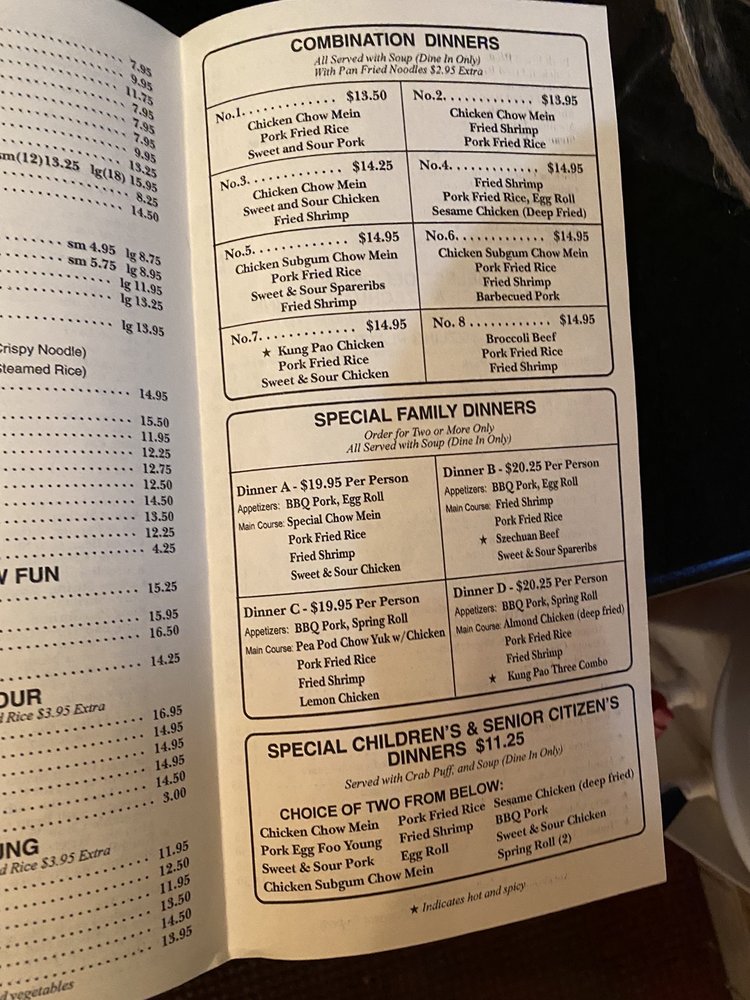 7.95
9.95
11.75
7.95
7.95
7.95
9.95
13.25
sm(12)13.25 lg(18) 15.95
8.25
14.50
sm 4.95 lg 8.75
sm 5.75 lg 8.95
lg 11.95
lg 13.25
lg 13.95
Crispy Noodle)
Steamed Rice)
14.95
15.50
11.95
12.25
12.75
12.50
14.50
13.50
12.25
4.25
FUN
15.25
15.95
16.50
14.25
OUR
Rice $3.95 Extra
16.95
14.95
14.95
14.95
14.50
3.00
UNG
Rice $3.95 Extra
11.95
12.50
11.95
13.50
14.50
13.95
vegetables
COMBINATION DINNERS
All Served with Soup (Dine In Only)
With Pan Fried Noodles $2.95 Extra
No.1. . . . . . . . . . . . . $13.50
Chicken Chow Mein
Pork Fried Rice
Sweet and Sour Pork
No.2. . . . . . . . . . . . . $13.95
Chicken Chow Mein
Fried Shrimp
Pork Fried Rice
No.3. . . . . . . . . . . . . $14.25
Chicken Chow Mein
Sweet and Sour Chicken
Fried Shrimp
No.4. . . . . . . . . . . . . $14.95
Fried Shrimp
Pork Fried Rice, Egg Roll
Sesame Chicken (Deep Fried)
No.5. . . . . . . . . . . . . $14.95
Chicken Subgum Chow Mein
Pork Fried Rice
Sweet & Sour Spareribs
Fried Shrimp
No.6. . . . . . . . . . . . . $14.95
Chicken Subgum Chow Mein
Pork Fried Rice
Fried Shrimp
Barbecued Pork
No.7. . . . . . . . . . . . . $14.95
★ Kung Pao Chicken
Pork Fried Rice
Sweet & Sour Chicken
No. 8 . . . . . . . . . . . . $14.95
Broccoli Beef
Pork Fried Rice
Fried Shrimp
SPECIAL FAMILY DINNERS
Order for Two or More Only
All Served with Soup (Dine In Only)
Dinner A - $19.95 Per Person
Appetizers: BBQ Pork, Egg Roll
Main Course: Special Chow Mein
Pork Fried Rice
Fried Shrimp
Sweet & Sour Chicken
Dinner B - $20.25 Per Person
Appetizers: BBQ Pork, Egg Roll
Main Course: Fried Shrimp
Pork Fried Rice
★ Szechuan Beef
Sweet & Sour Spareribs
Dinner C - $19.95 Per Person
Appetizers: BBQ Pork, Spring Roll
Main Course: Pea Pod Chow Yuk w/Chicken
Pork Fried Rice
Fried Shrimp
Lemon Chicken
Dinner D - $20.25 Per Person
Appetizers: BBQ Pork, Spring Roll
Main Course: Almond Chicken (deep fried)
Pork Fried Rice
Fried Shrimp
★ Kung Pao Three Combo
SPECIAL CHILDREN'S & SENIOR CITIZEN'S
DINNERS $11.25
Served with Crab Puff, and Soup (Dine In Only)
CHOICE OF TWO FROM BELOW:
Chicken Chow Mein Pork Fried Rice Sesame Chicken (deep fried)
Pork Egg Foo Young Fried Shrimp BBQ Pork
Sweet & Sour Pork Egg Roll Sweet & Sour Chicken
Chicken Subgum Chow Mein Spring Roll (2)
★ Indicates hot and spicy